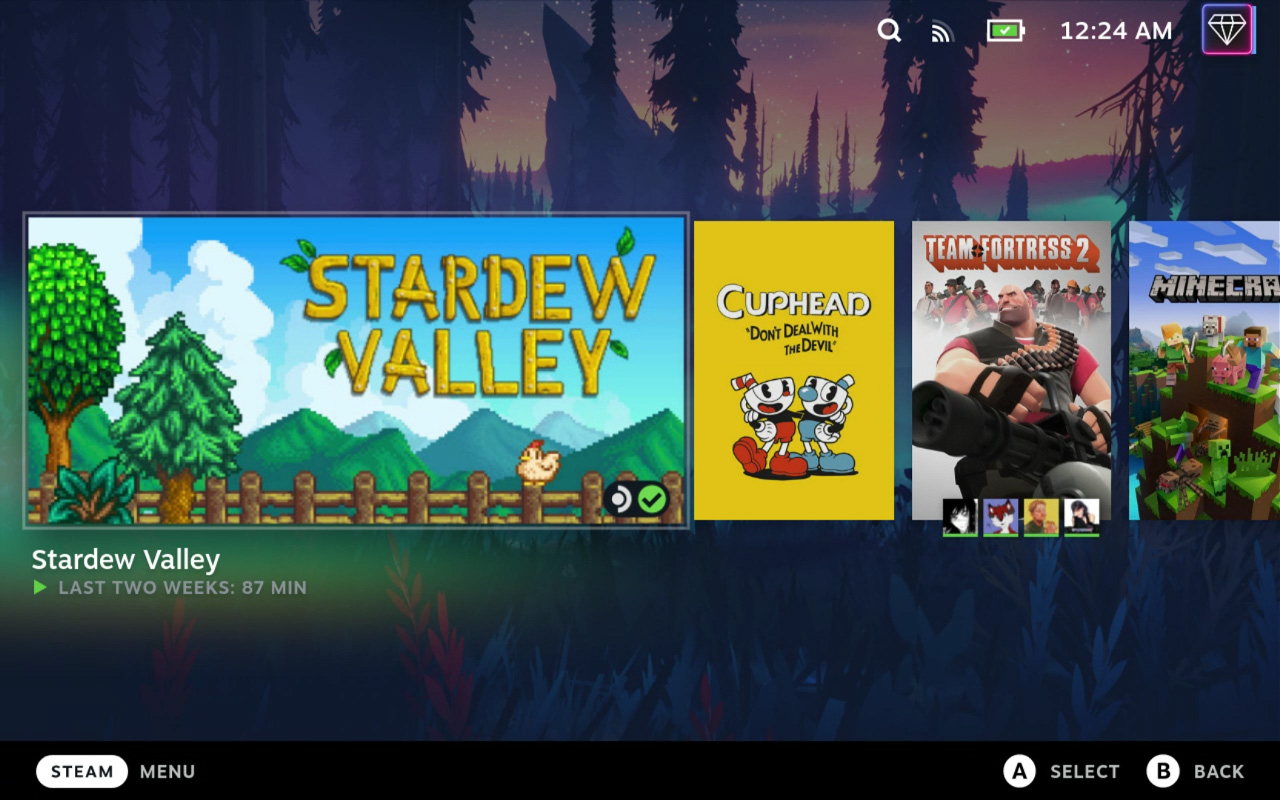 12:24 AM
STARDEW
VALLEY
CUPHEAD
"DON'T DEAL WITH
THE DEVIL"
TEAM FORTRESS 2
MINECRA
Stardew Valley
LAST TWO WEEKS: 87 MIN
STEAM MENU
A SELECT B BACK